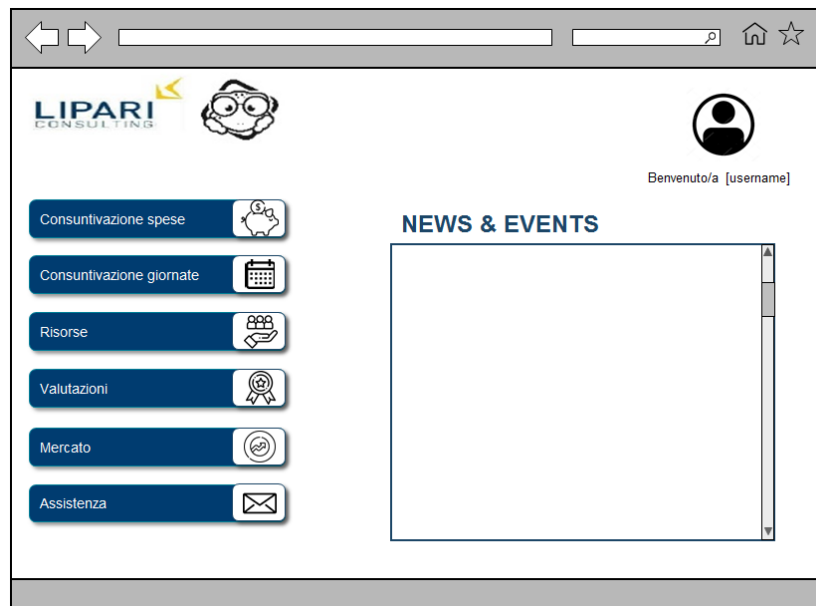 LIPARI
CONSULTING
Benvenuto/a [username]
Consuntivazione spese
NEWS & EVENTS
Consuntivazione giornate
Risorse
Valutazioni
Mercato
Assistenza